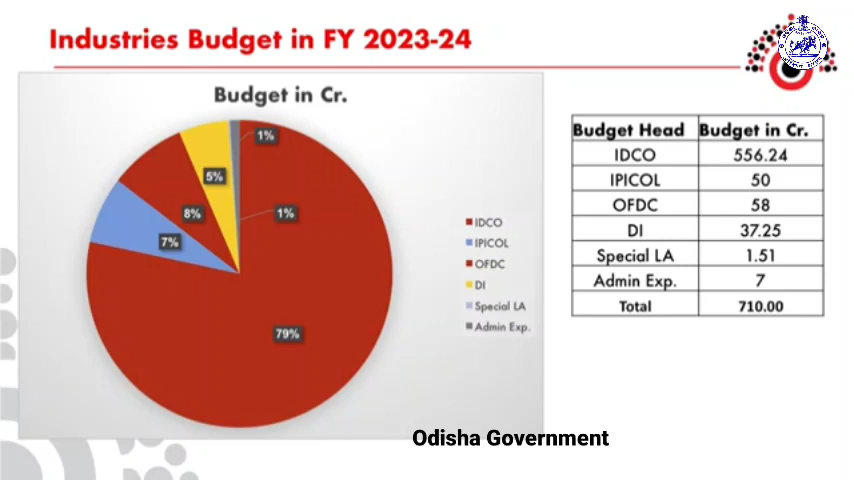 Industries Budget in FY 2023-24
Budget in Cr.
1%
5%
8%
1%
7%
79%
IDCO
IPICOL
OFDC
DI
Special LA
Admin Exp.
Budget Head Budget in Cr.
IDCO 556.24
IPICOL 50
OFDC 58
DI 37.25
Special LA 1.51
Admin Exp. 7
Total 710.00
Odisha Government